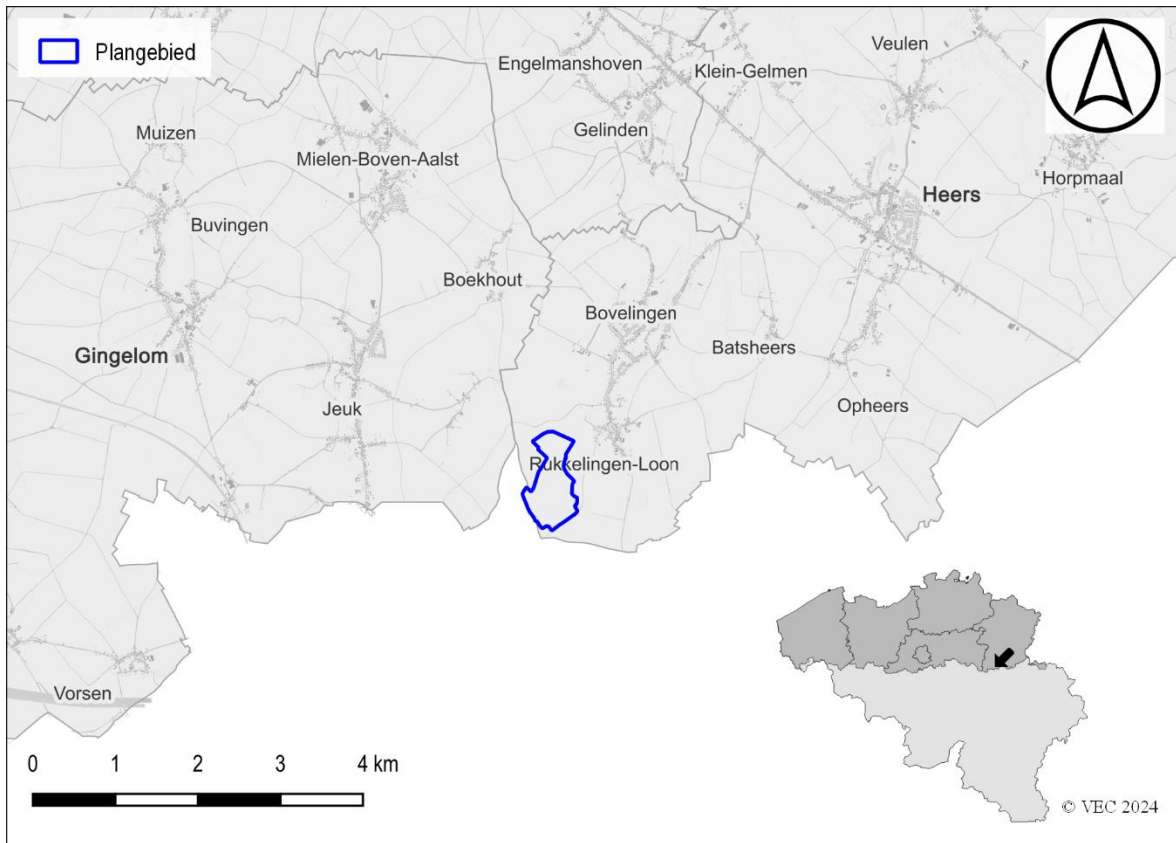 Plangebied
Engelmanshoven
Veulen
Klein-Gelmen
Muizen
Gelinden
Mielen-Boven-Aalst
Horpmaal
Heers
Buvingen
Boekhout
Bovelingen
Batsheers
Gingelom
Jeuk
Opheers
Rukkelingen-Loon
Vorsen
0 1 2 3 4 km
© VEC 2024